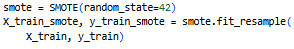 smote = SMOTE(random_state=42)
X_train_smote, y_train_smote = smote.fit_resample(
X_train, y_train)